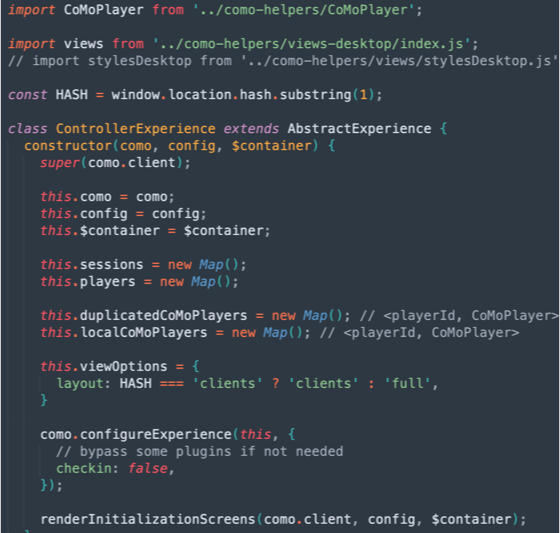 import CoMoPlayer from '../como-helpers/CoMoPlayer';
import views from '../como-helpers/views-desktop/index.js';
// import stylesDesktop from '../como-helpers/views/stylesDesktop.js'
const HASH = window.location.hash.substring(1);
class ControllerExperience extends AbstractExperience {
constructor(como, config, $container) {
super(como.client);
this.como = como;
this.config = config;
this.$container = $container;
this.sessions = new Map();
this.players = new Map();
this.duplicatedCoMoPlayers = new Map(); // <playerId, CoMoPlayer>
this.localCoMoPlayers = new Map(); // <playerId, CoMoPlayer>
this.viewOptions = {
layout: HASH === 'clients' ? 'clients' : 'full',
}
como.configureExperience(this, {
// bypass some plugins if not needed
checkin: false,
});
renderInitializationScreens(como.client, config, $container);